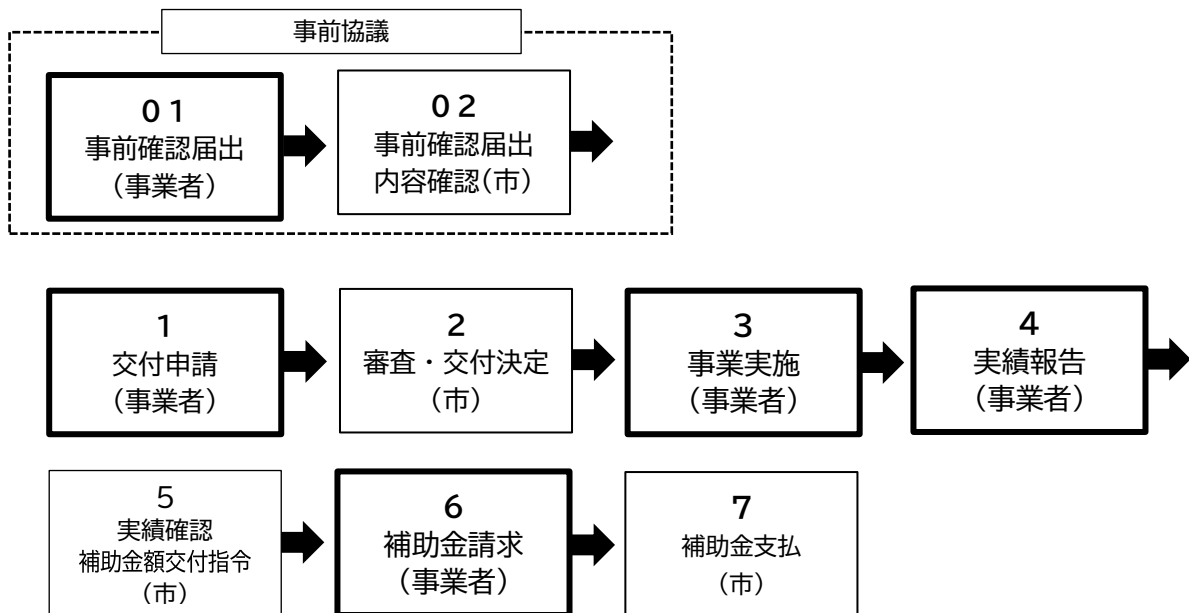 事前協議
01
事前確認届出
（事業者）
02
事前確認届出
内容確認（市）
1
交付申請
（事業者）
2
審査・交付決定
（市）
3
事業実施
（事業者）
4
実績報告
（事業者）
5
実績確認
補助金額交付指令
（市）
6
補助金請求
（事業者）
7
補助金支払
（市）